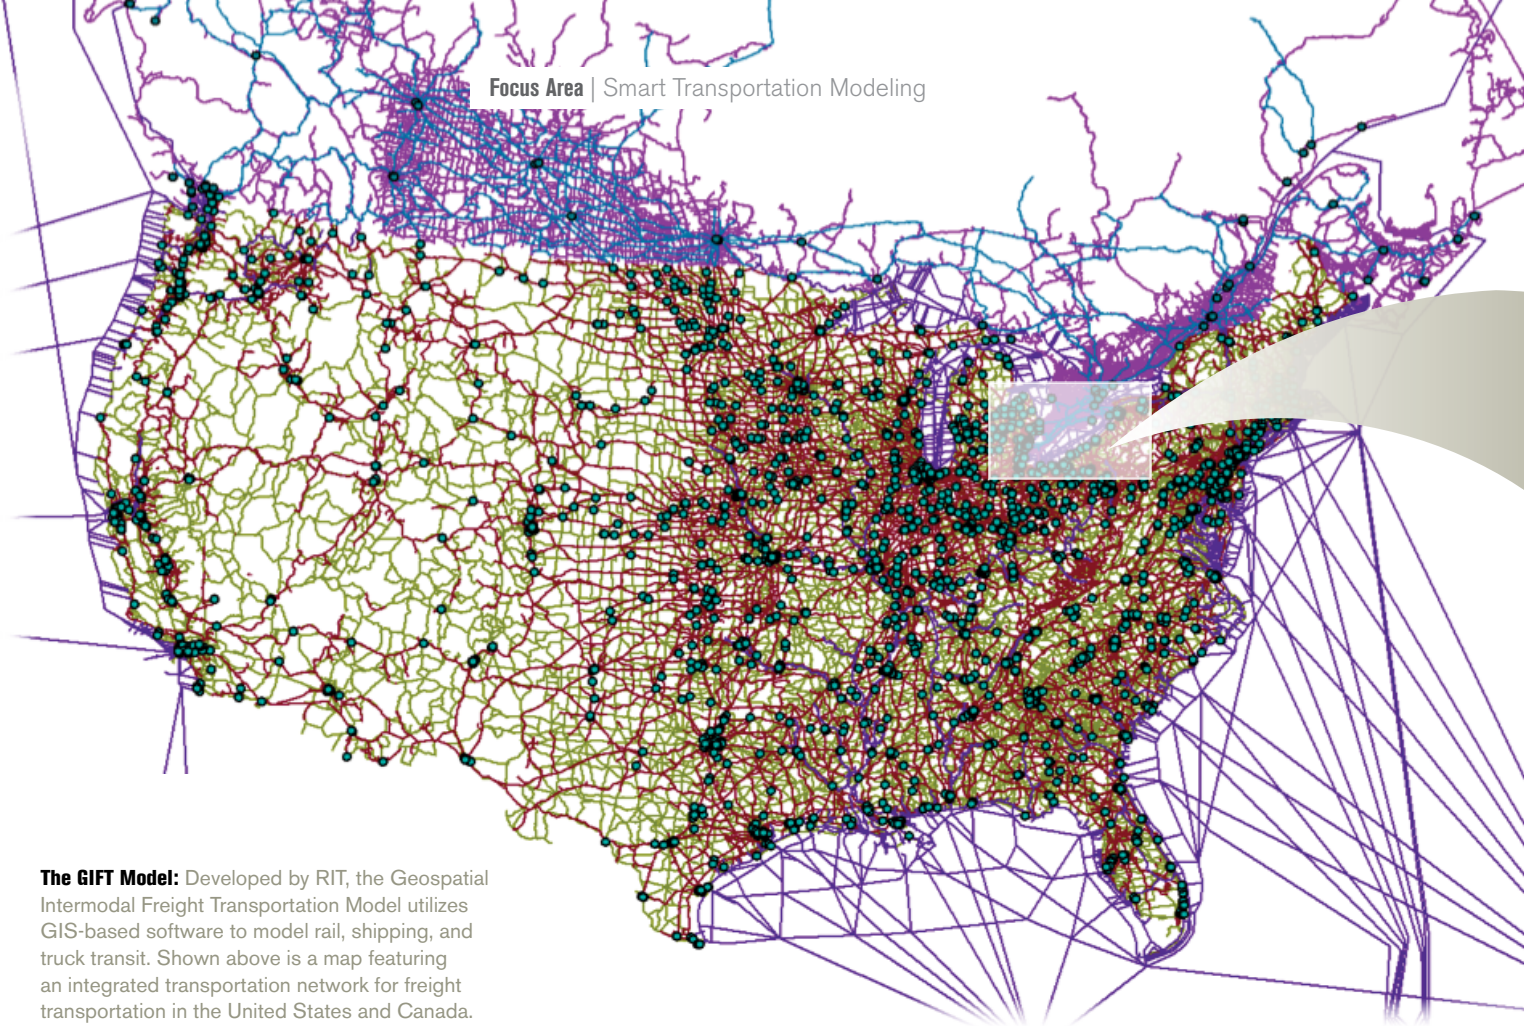 Focus Area | Smart Transportation Modeling
The GIFT Model: Developed by RIT, the Geospatial
Intermodal Freight Transportation Model utilizes
GIS-based software to model rail, shipping, and
truck transit. Shown above is a map featuring
an integrated transportation network for freight
transportation in the United States and Canada.